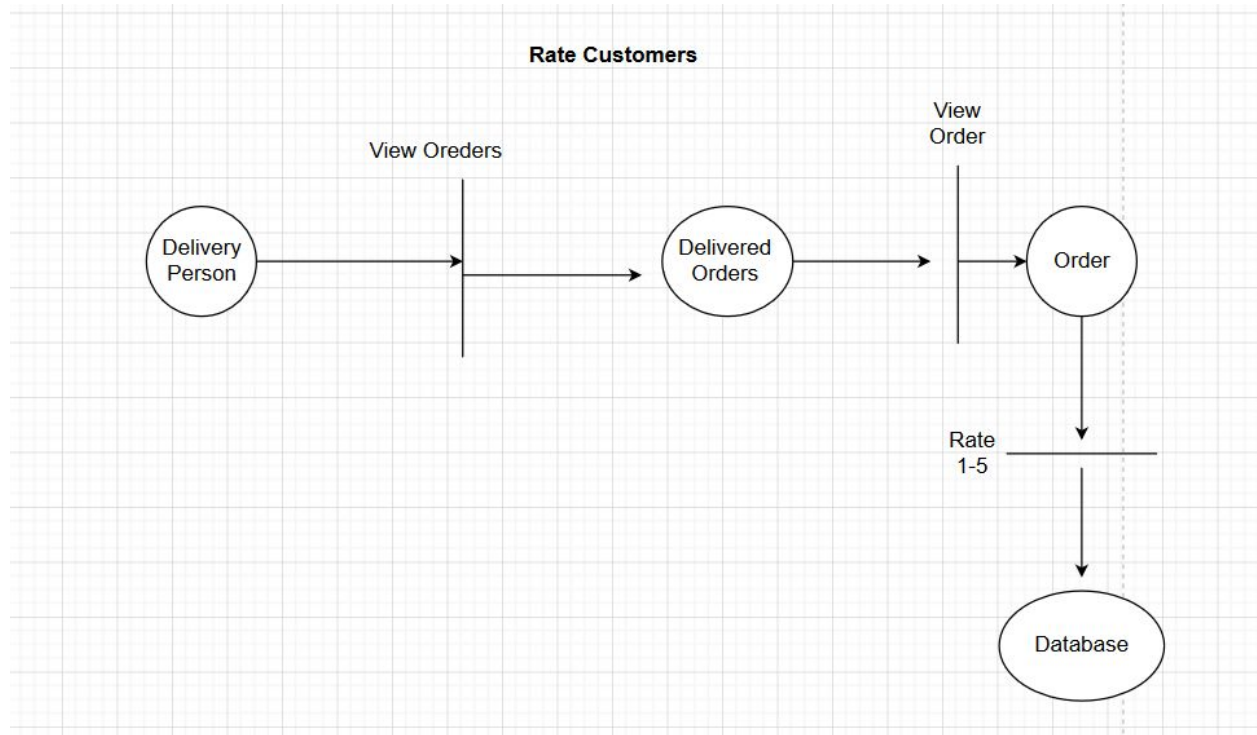 Rate Customers
View
Order
View Oreders
Delivery
Person
Delivered
Orders
Order
Rate
1-5
Database